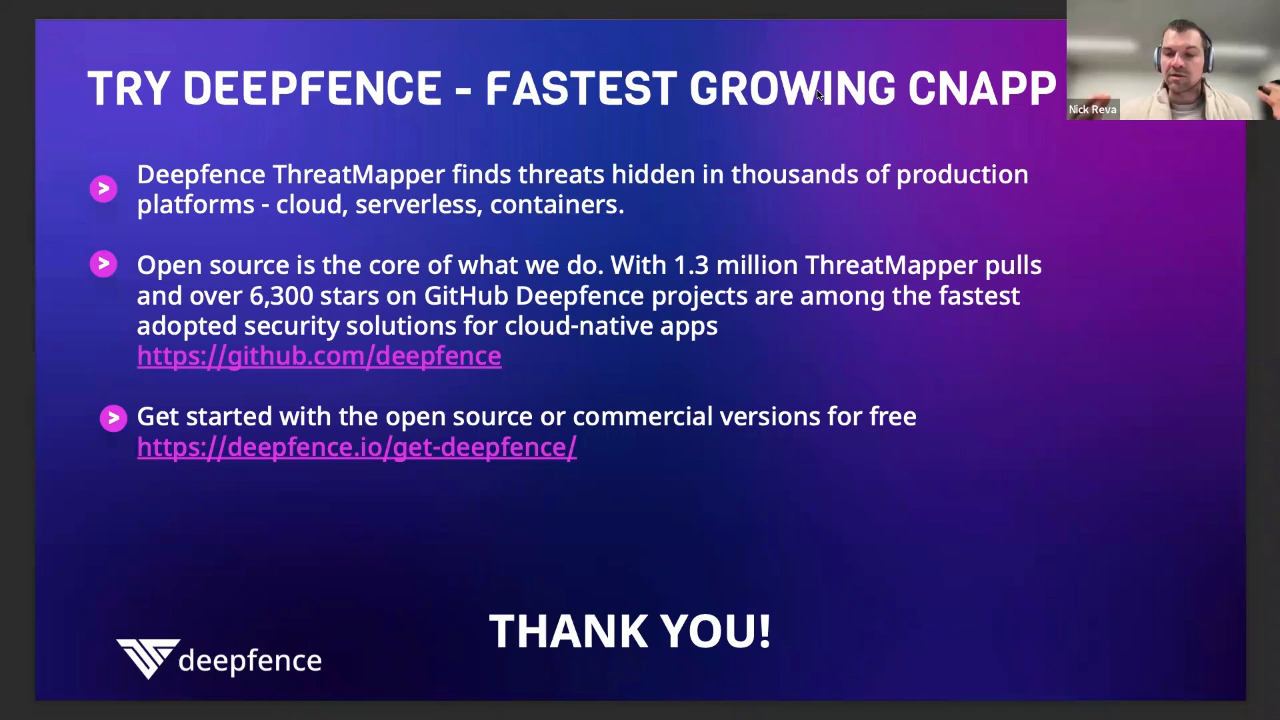 TRY DEEPFENCE - FASTEST GROWING CNAPP
Nick Reva
Deepfence ThreatMapper finds threats hidden in thousands of production
platforms - cloud, serverless, containers.
Open source is the core of what we do. With 1.3 million ThreatMapper pulls
and over 6,300 stars on GitHub Deepfence projects are among the fastest
adopted security solutions for cloud-native apps
https://github.com/deepfence
Get started with the open source or commercial versions for free
https://deepfence.io/get-deepfence/
THANK YOU!
deepfence